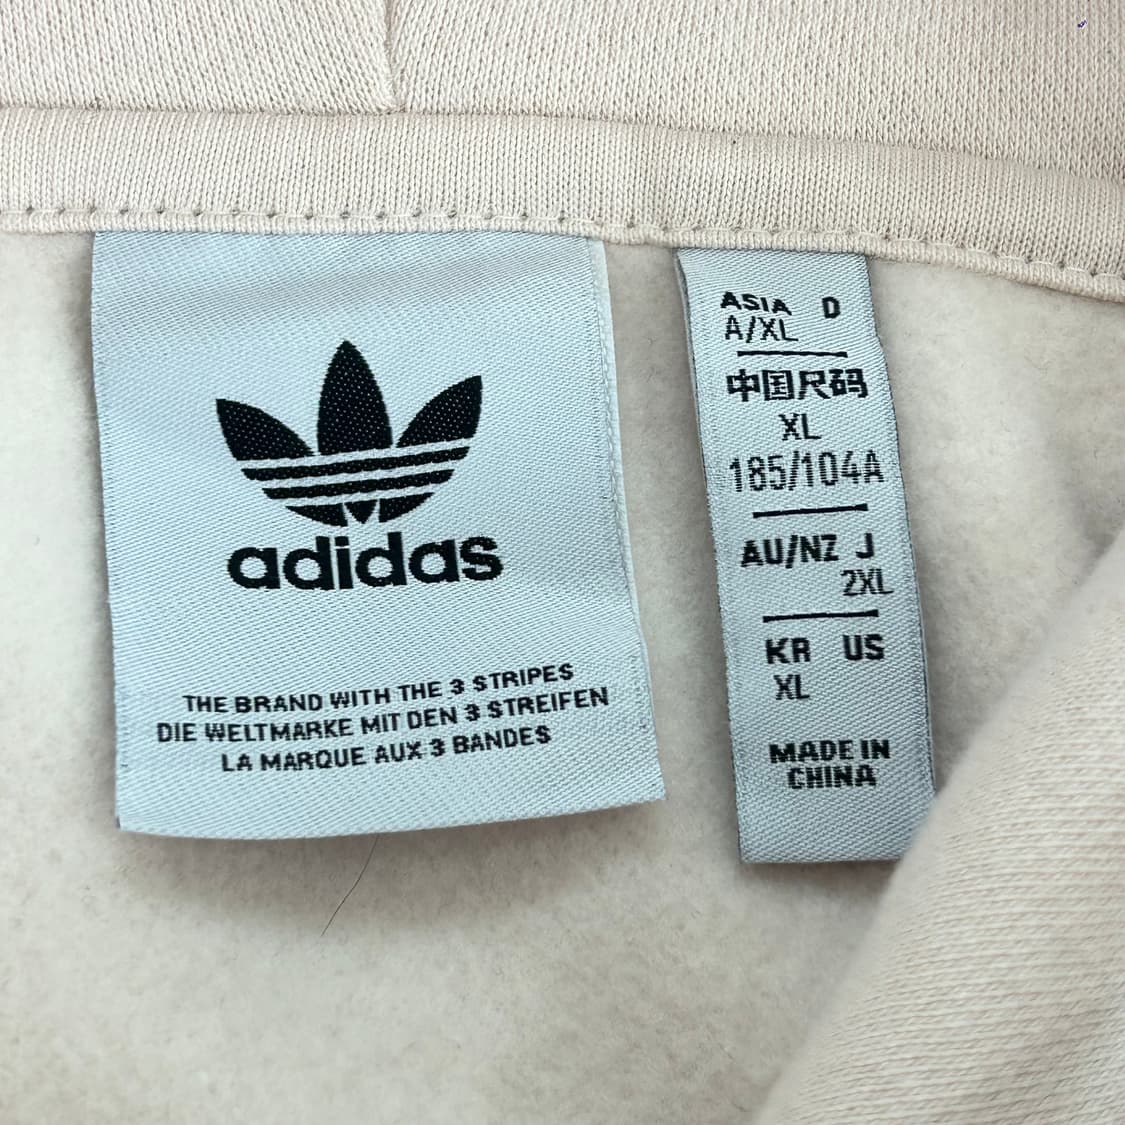 adidas
THE BRAND WITH THE 3 STRIPES
DIE WELTMARKE MIT DEN 3 STREIFEN
LA MARQUE AUX 3 BANDES
ASIA D
A/XL
中国尺码
XL
185/104A
AU/NZ J
2XL
KR US
XL
MADE IN
CHINA